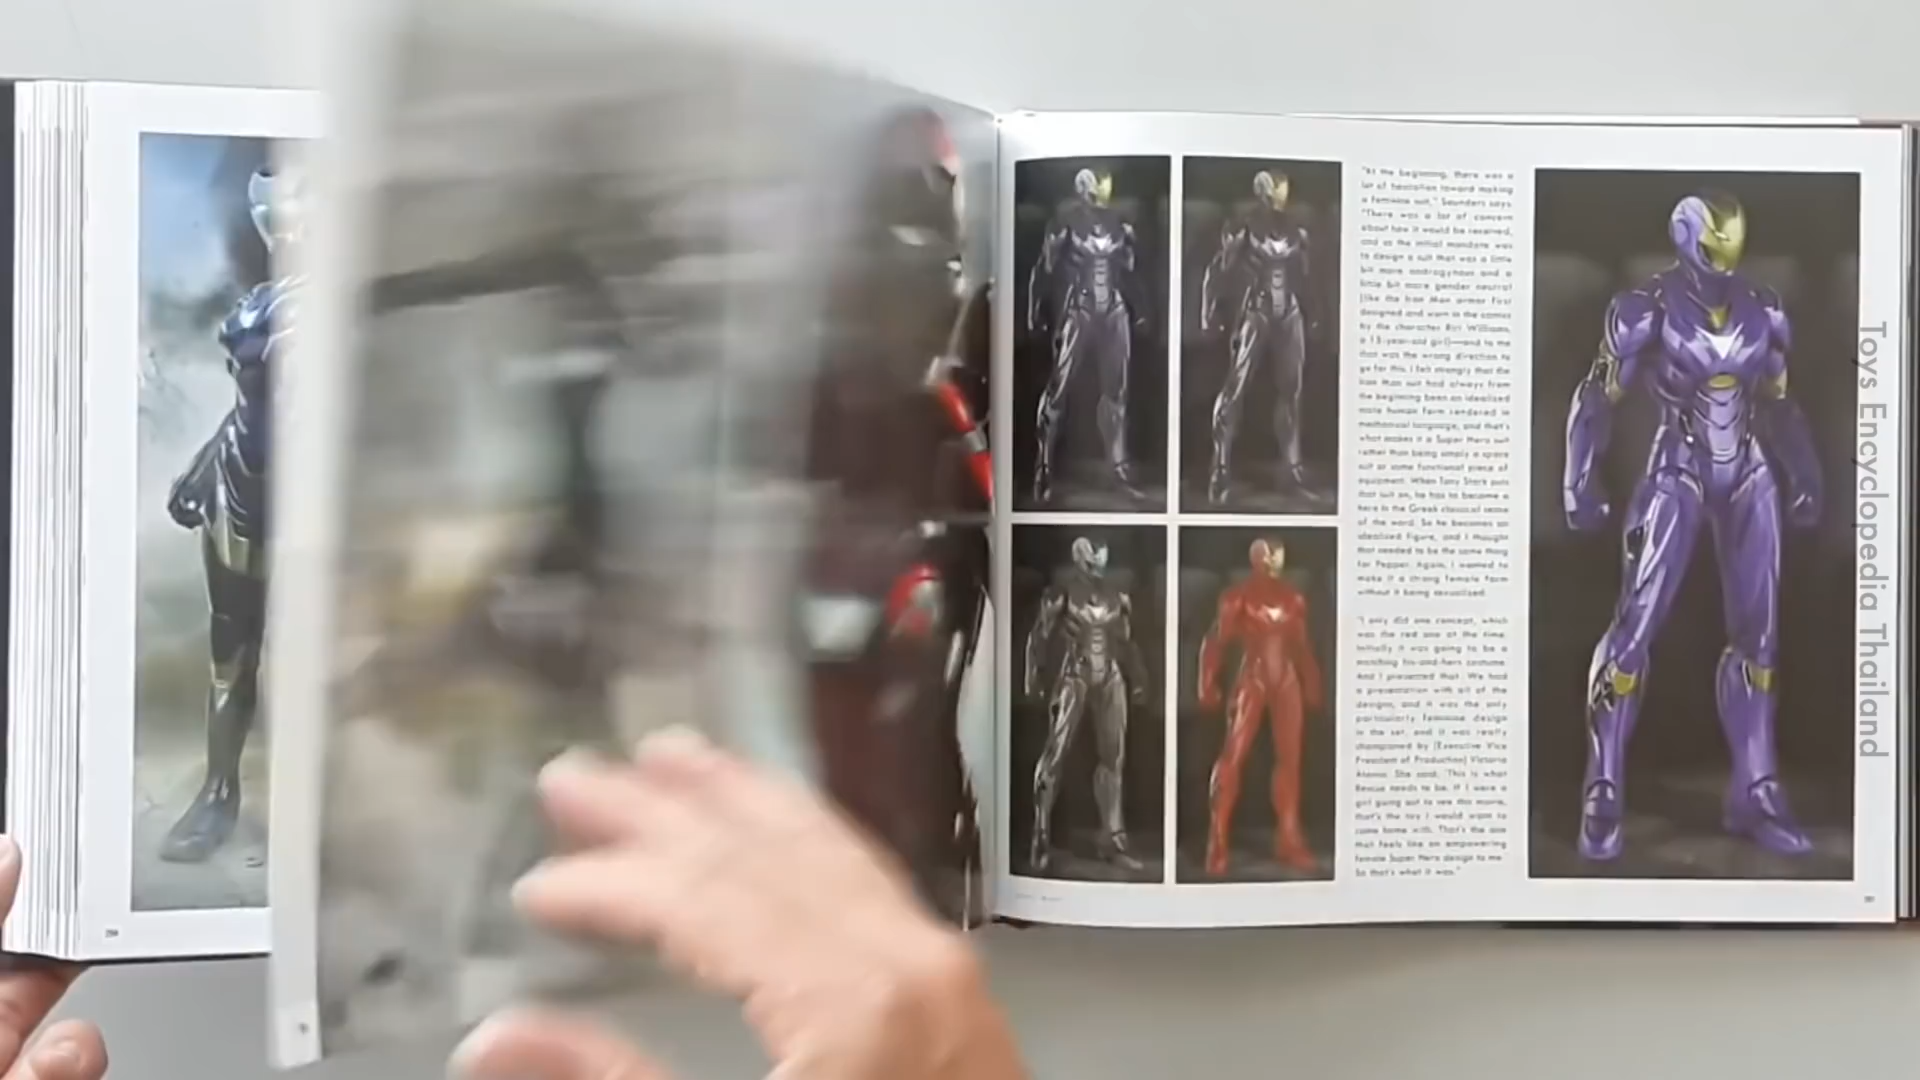 "At the beginning, there was a
lot of hesitation toward making
a feminine suit," Saunders says.
"There was a lot of concern
about how it would be received,
and so the initial mandate was
to design a suit that was a little
bit more androgynous and a
little bit more gender neutral
(like the Iron Man armor first
designed and worn in the comics
by the character Riri Williams,
a 15-year-old girl)—and to me
that was the wrong direction to
go for this. I felt strongly that the
Iron Man suit had always from
the beginning been an idealized
male human form rendered in
mechanical language, and that's
what makes it a Super Hero suit
rather than being simply a space
suit or some functional piece of
equipment. When Tony Stark puts
that suit on, he has to become a
hero in the Greek classical sense
of the word. So he becomes an
idealized figure, and I thought
that needed to be the same thing
for Pepper. Again, I wanted to
make it a strong female form
without it being sexualized.
"I only did one concept, which
was the red one at the time.
Initially it was going to be a
matching his-and-hers costume.
And I presented that. We had
a presentation with all of the
designs, and it was the only
particularly feminine design
in the set, and it was really
championed by [Executive Vice
President of Production] Victoria
Alonso. She said, 'This is what
Rescue needs to be. If I were a
girl going out to see this movie,
that's the toy I would want to
come home with. That's the one
that feels like an empowering
female Super Hero design to me.'
So that's what it was."
Toys Encyclopedia Thailand